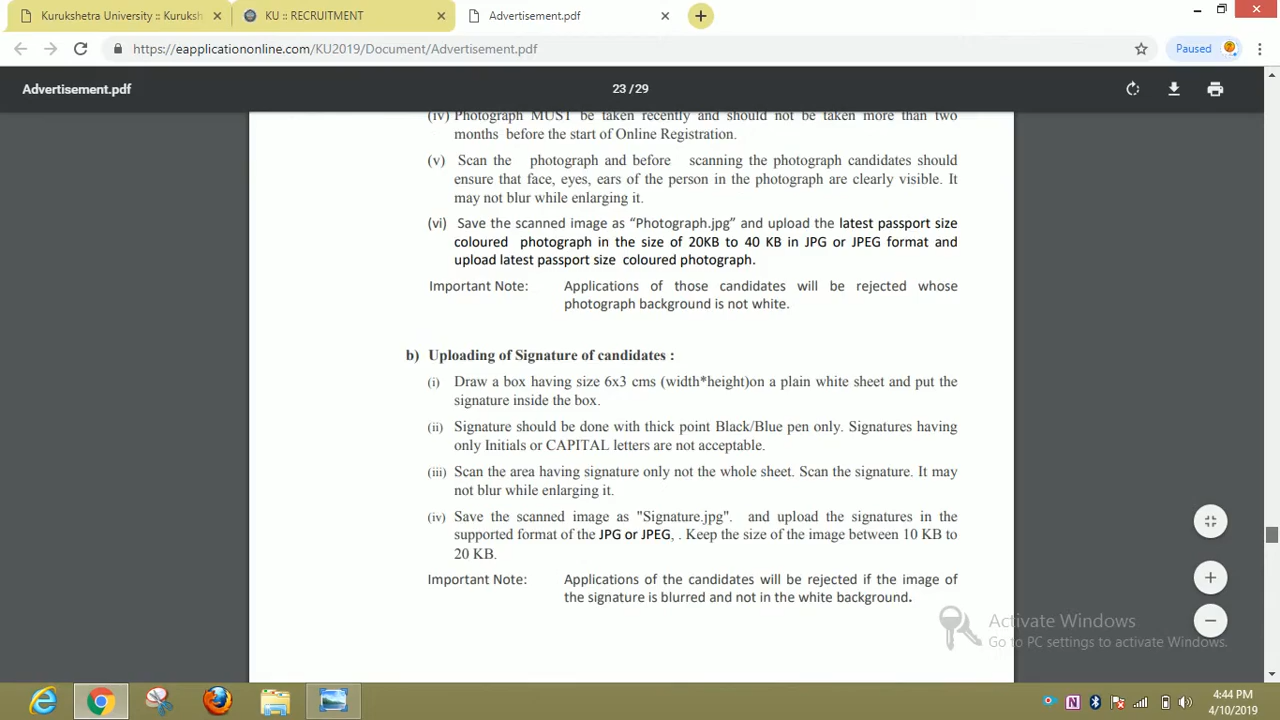 Kurukshetra University :: Kuruksh
KU :: RECRUITMENT
Advertisement.pdf
https://eapplicationonline.com/KU2019/Document/Advertisement.pdf
Paused
Advertisement.pdf
23 / 29
(iv) Photograph MUST be taken recently and should not be taken more than two
months before the start of Online Registration.
(v) Scan the photograph and before scanning the photograph candidates should
ensure that face, eyes, ears of the person in the photograph are clearly visible. It
may not blur while enlarging it.
(vi) Save the scanned image as “Photograph.jpg” and upload the latest passport size
coloured photograph in the size of 20KB to 40 KB in JPG or JPEG format and
upload latest passport size coloured photograph.
Important Note: Applications of those candidates will be rejected whose
photograph background is not white.
b) Uploading of Signature of candidates :
(i) Draw a box having size 6x3 cms (width*height)on a plain white sheet and put the
signature inside the box.
(ii) Signature should be done with thick point Black/Blue pen only. Signatures having
only Initials or CAPITAL letters are not acceptable.
(iii) Scan the area having signature only not the whole sheet. Scan the signature. It may
not blur while enlarging it.
(iv) Save the scanned image as "Signature.jpg". and upload the signatures in the
supported format of the JPG or JPEG, . Keep the size of the image between 10 KB to
20 KB.
Important Note: Applications of the candidates will be rejected if the image of
the signature is blurred and not in the white background.
Activate Windows
Go to PC settings to activate Windows.
4:44 PM
4/10/2019